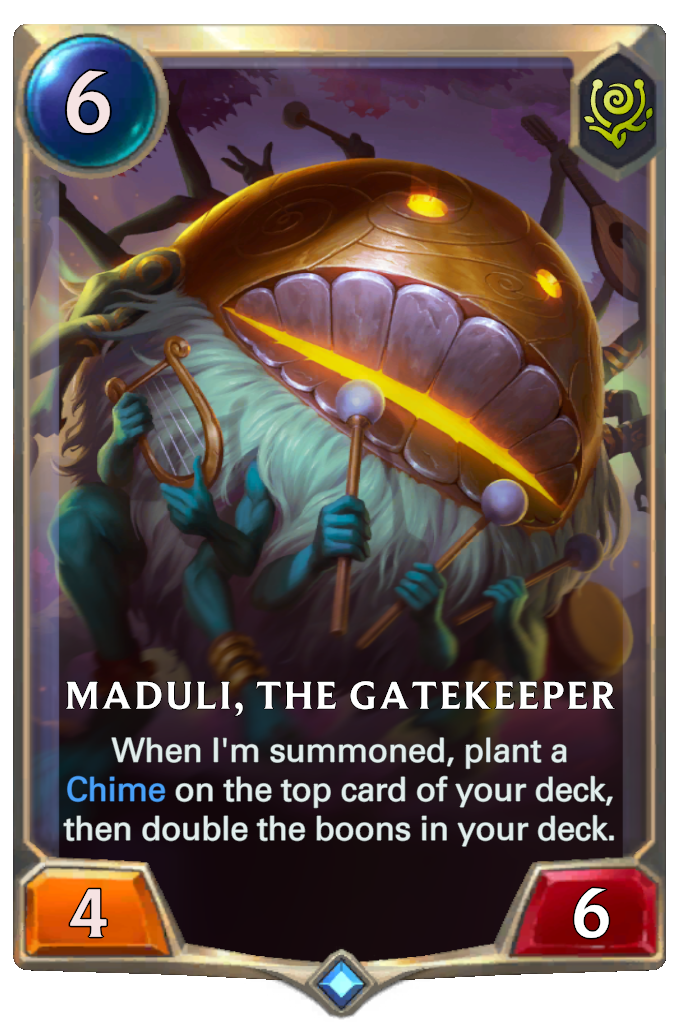 6
MADULI, THE GATEKEEPER
When I'm summoned, plant a
Chime on the top card of your deck,
then double the boons in your deck.
4
6